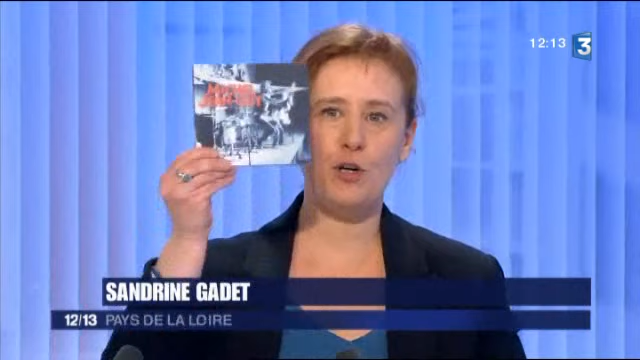 12:13 3
SANDRINE GADET
12/13 PAYS DE LA LOIRE